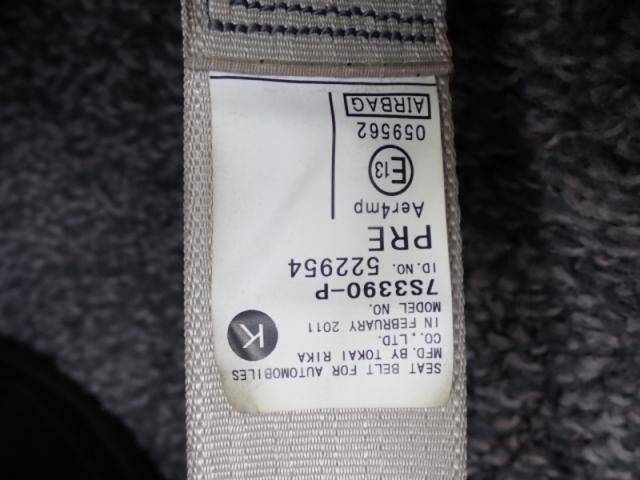 SEAT BELT FOR AUTOMOBILES
MFD. BY TOKAI RIKA
CO., LTD.
IN FEBRUARY 2011
K
MODEL NO.
7S3390-P
ID.NO. 522954
PRE
Aer4mp
E13
059562
AIRBAG